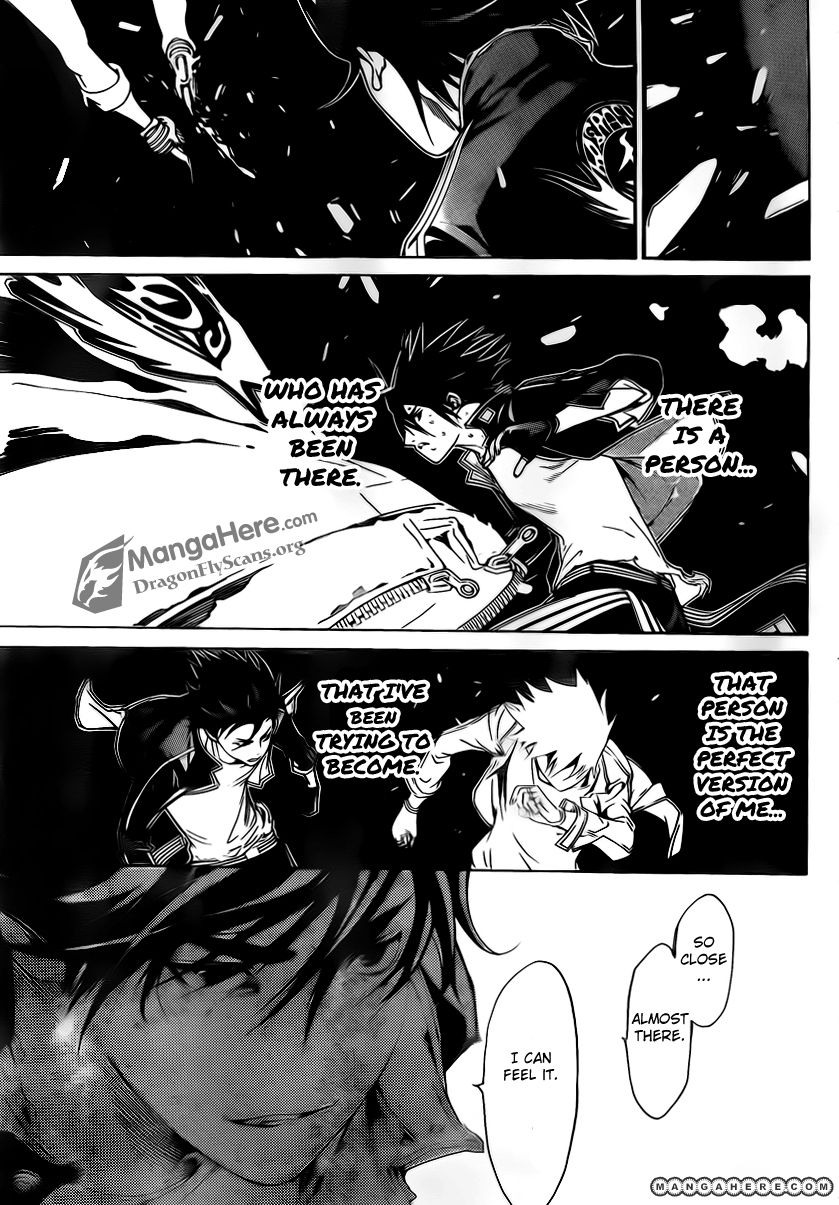 THERE
IS A
PERSON...
WHO HAS
ALWAYS
BEEN
THERE.
MangaHere.com
DragonFlyScans.org
THAT
PERSON
IS THE
PERFECT
VERSION
OF ME...
THAT I'VE
BEEN
TRYING TO
BECOME.
SO
CLOSE
...
ALMOST
THERE.
I CAN
FEEL IT.
MANGAHERE.COM